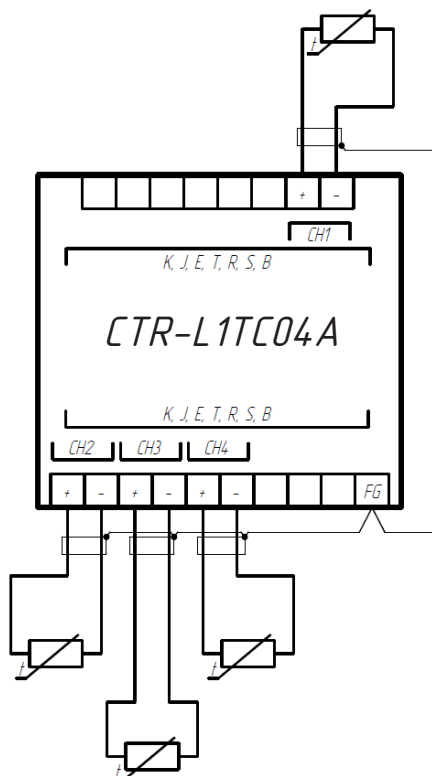 t
+ -
CH1
K, J, E, T, R, S, B
CTR-L1TC04A
K, J, E, T, R, S, B
CH2 CH3 CH4
+ - + - + - FG
t t
t